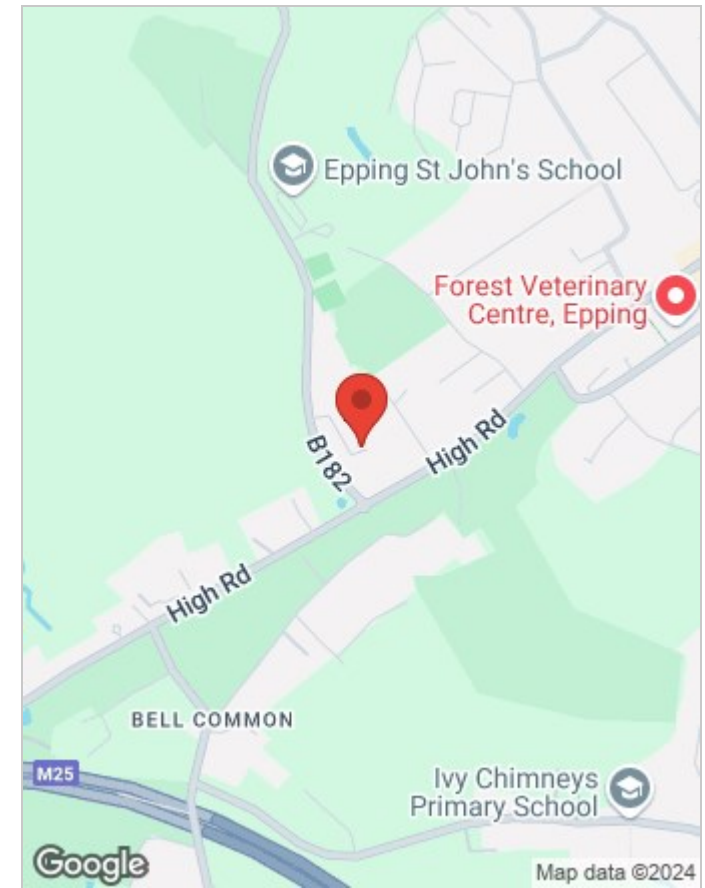 Epping St John's School
Forest Veterinary
Centre, Epping
High Rd
B182
High Rd
BELL COMMON
M25
Ivy Chimneys
Primary School
Google
Map data ©2024